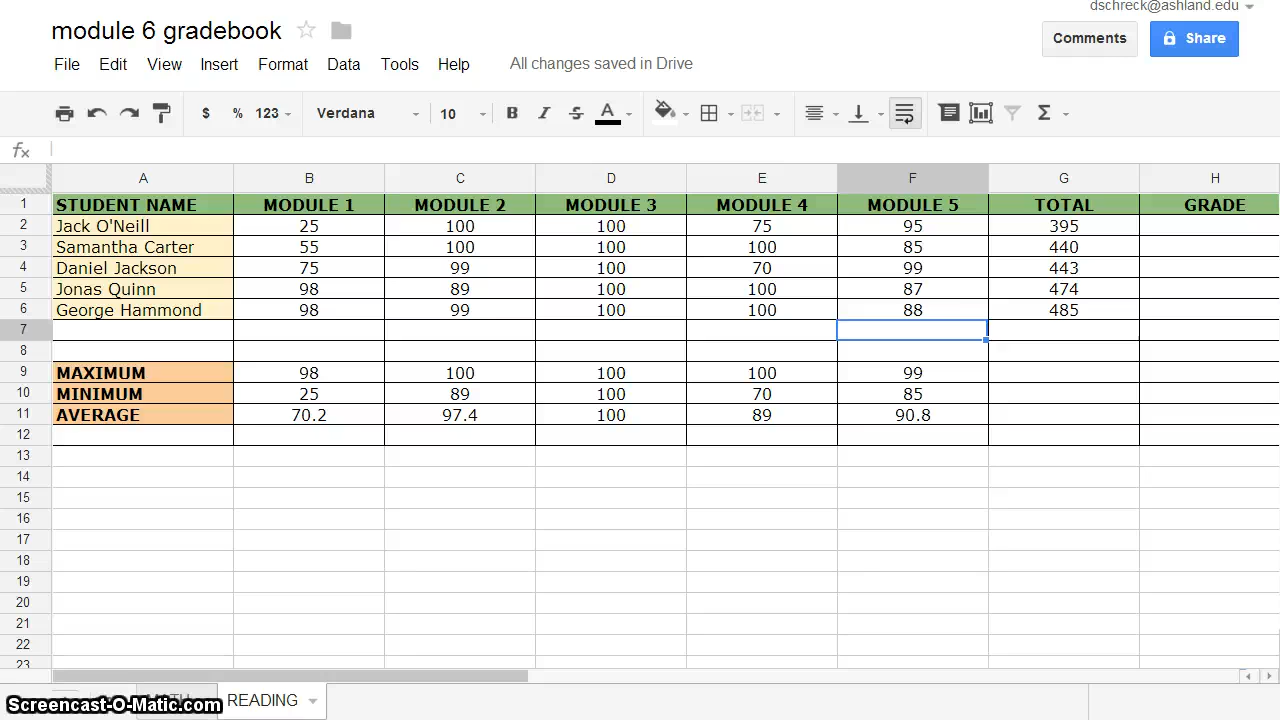 dschreck@ashland.edu
module 6 gradebook
Comments
Share
File Edit View Insert Format Data Tools Help All changes saved in Drive
$ % 123 Verdana 10 B I S A Σ
fx
A B C D E F G H
1 STUDENT NAME MODULE 1 MODULE 2 MODULE 3 MODULE 4 MODULE 5 TOTAL GRADE
2 Jack O'Neill 25 100 100 75 95 395
3 Samantha Carter 55 100 100 100 85 440
4 Daniel Jackson 75 99 100 70 99 443
5 Jonas Quinn 98 89 100 100 87 474
6 George Hammond 98 99 100 100 88 485
7
8
9 MAXIMUM 98 100 100 100 99
10 MINIMUM 25 89 100 70 85
11 AVERAGE 70.2 97.4 100 89 90.8
12
13
14
15
16
17
18
19
20
21
22
23
MATH READING
Screencast-O-Matic.com